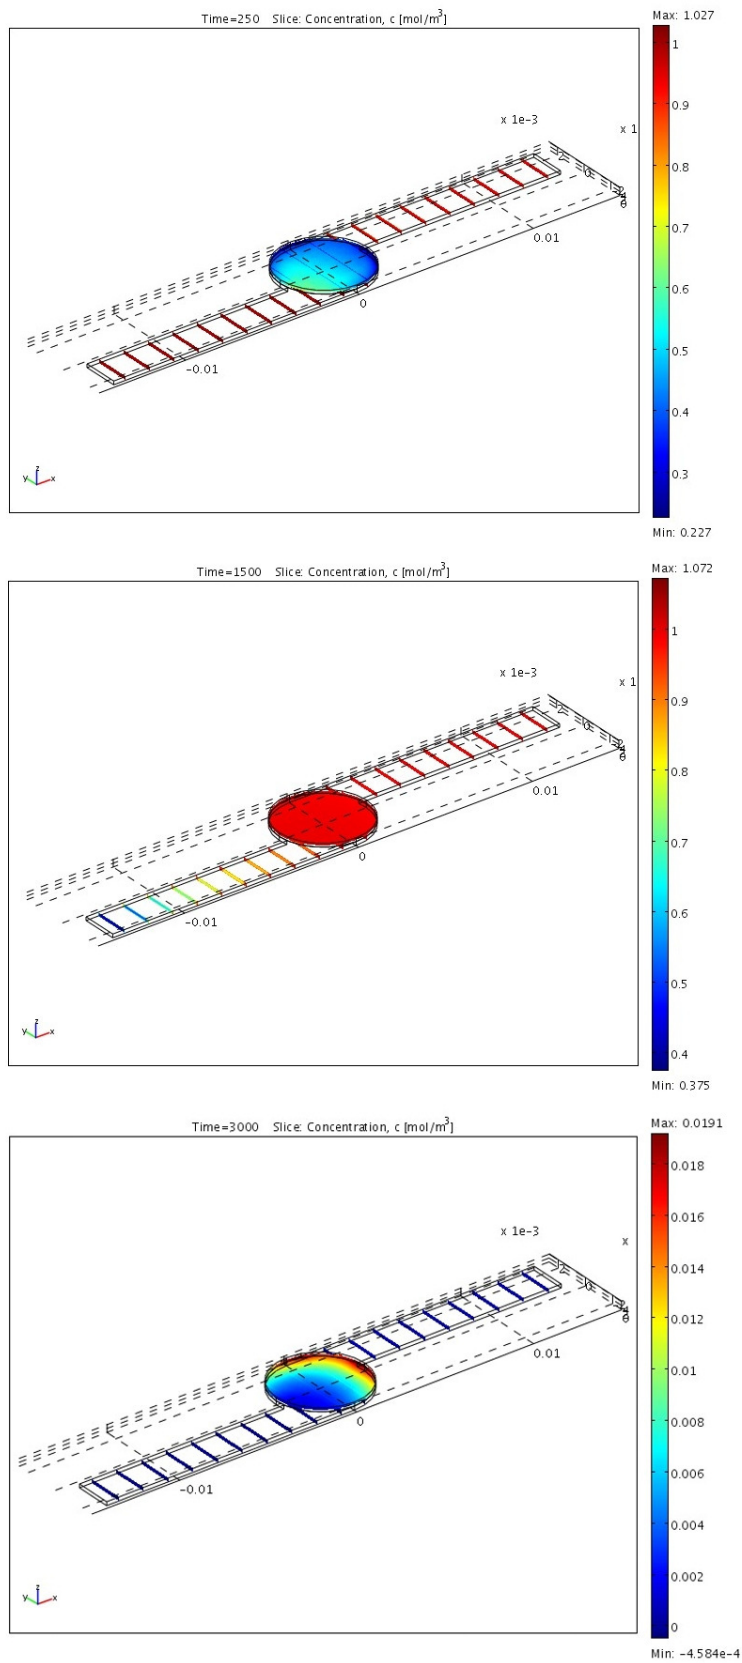 Time=250 Slice: Concentration, c [mol/m³]
Max: 1.027
1
0.9
0.8
0.7
0.6
0.5
0.4
0.3
Min: 0.227
x 1e-3
x 1
0
0.01
0
-0.01
z
y
x
Time=1500 Slice: Concentration, c [mol/m³]
Max: 1.072
1
0.9
0.8
0.7
0.6
0.5
0.4
Min: 0.375
x 1e-3
x 1
0
0.01
0
-0.01
z
y
x
Time=3000 Slice: Concentration, c [mol/m³]
Max: 0.0191
0.018
0.016
0.014
0.012
0.01
0.008
0.006
0.004
0.002
0
Min: -4.584e-4
x 1e-3
x
0
0.01
0
-0.01
z
y
x